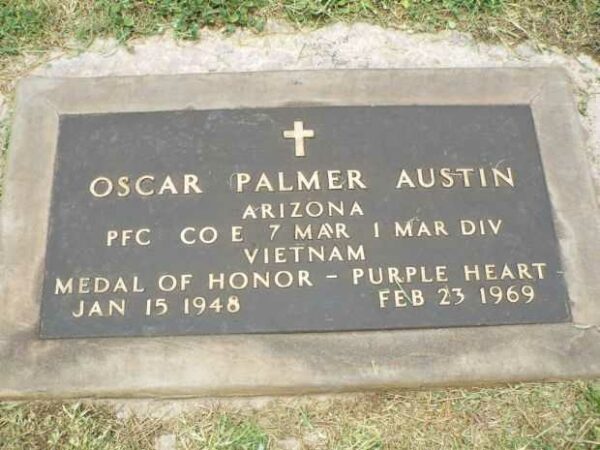 OSCAR PALMER AUSTIN
ARIZONA
PFC CO E 7 MAR 1 MAR DIV
VIETNAM
MEDAL OF HONOR - PURPLE HEART
JAN 15 1948 FEB 23 1969